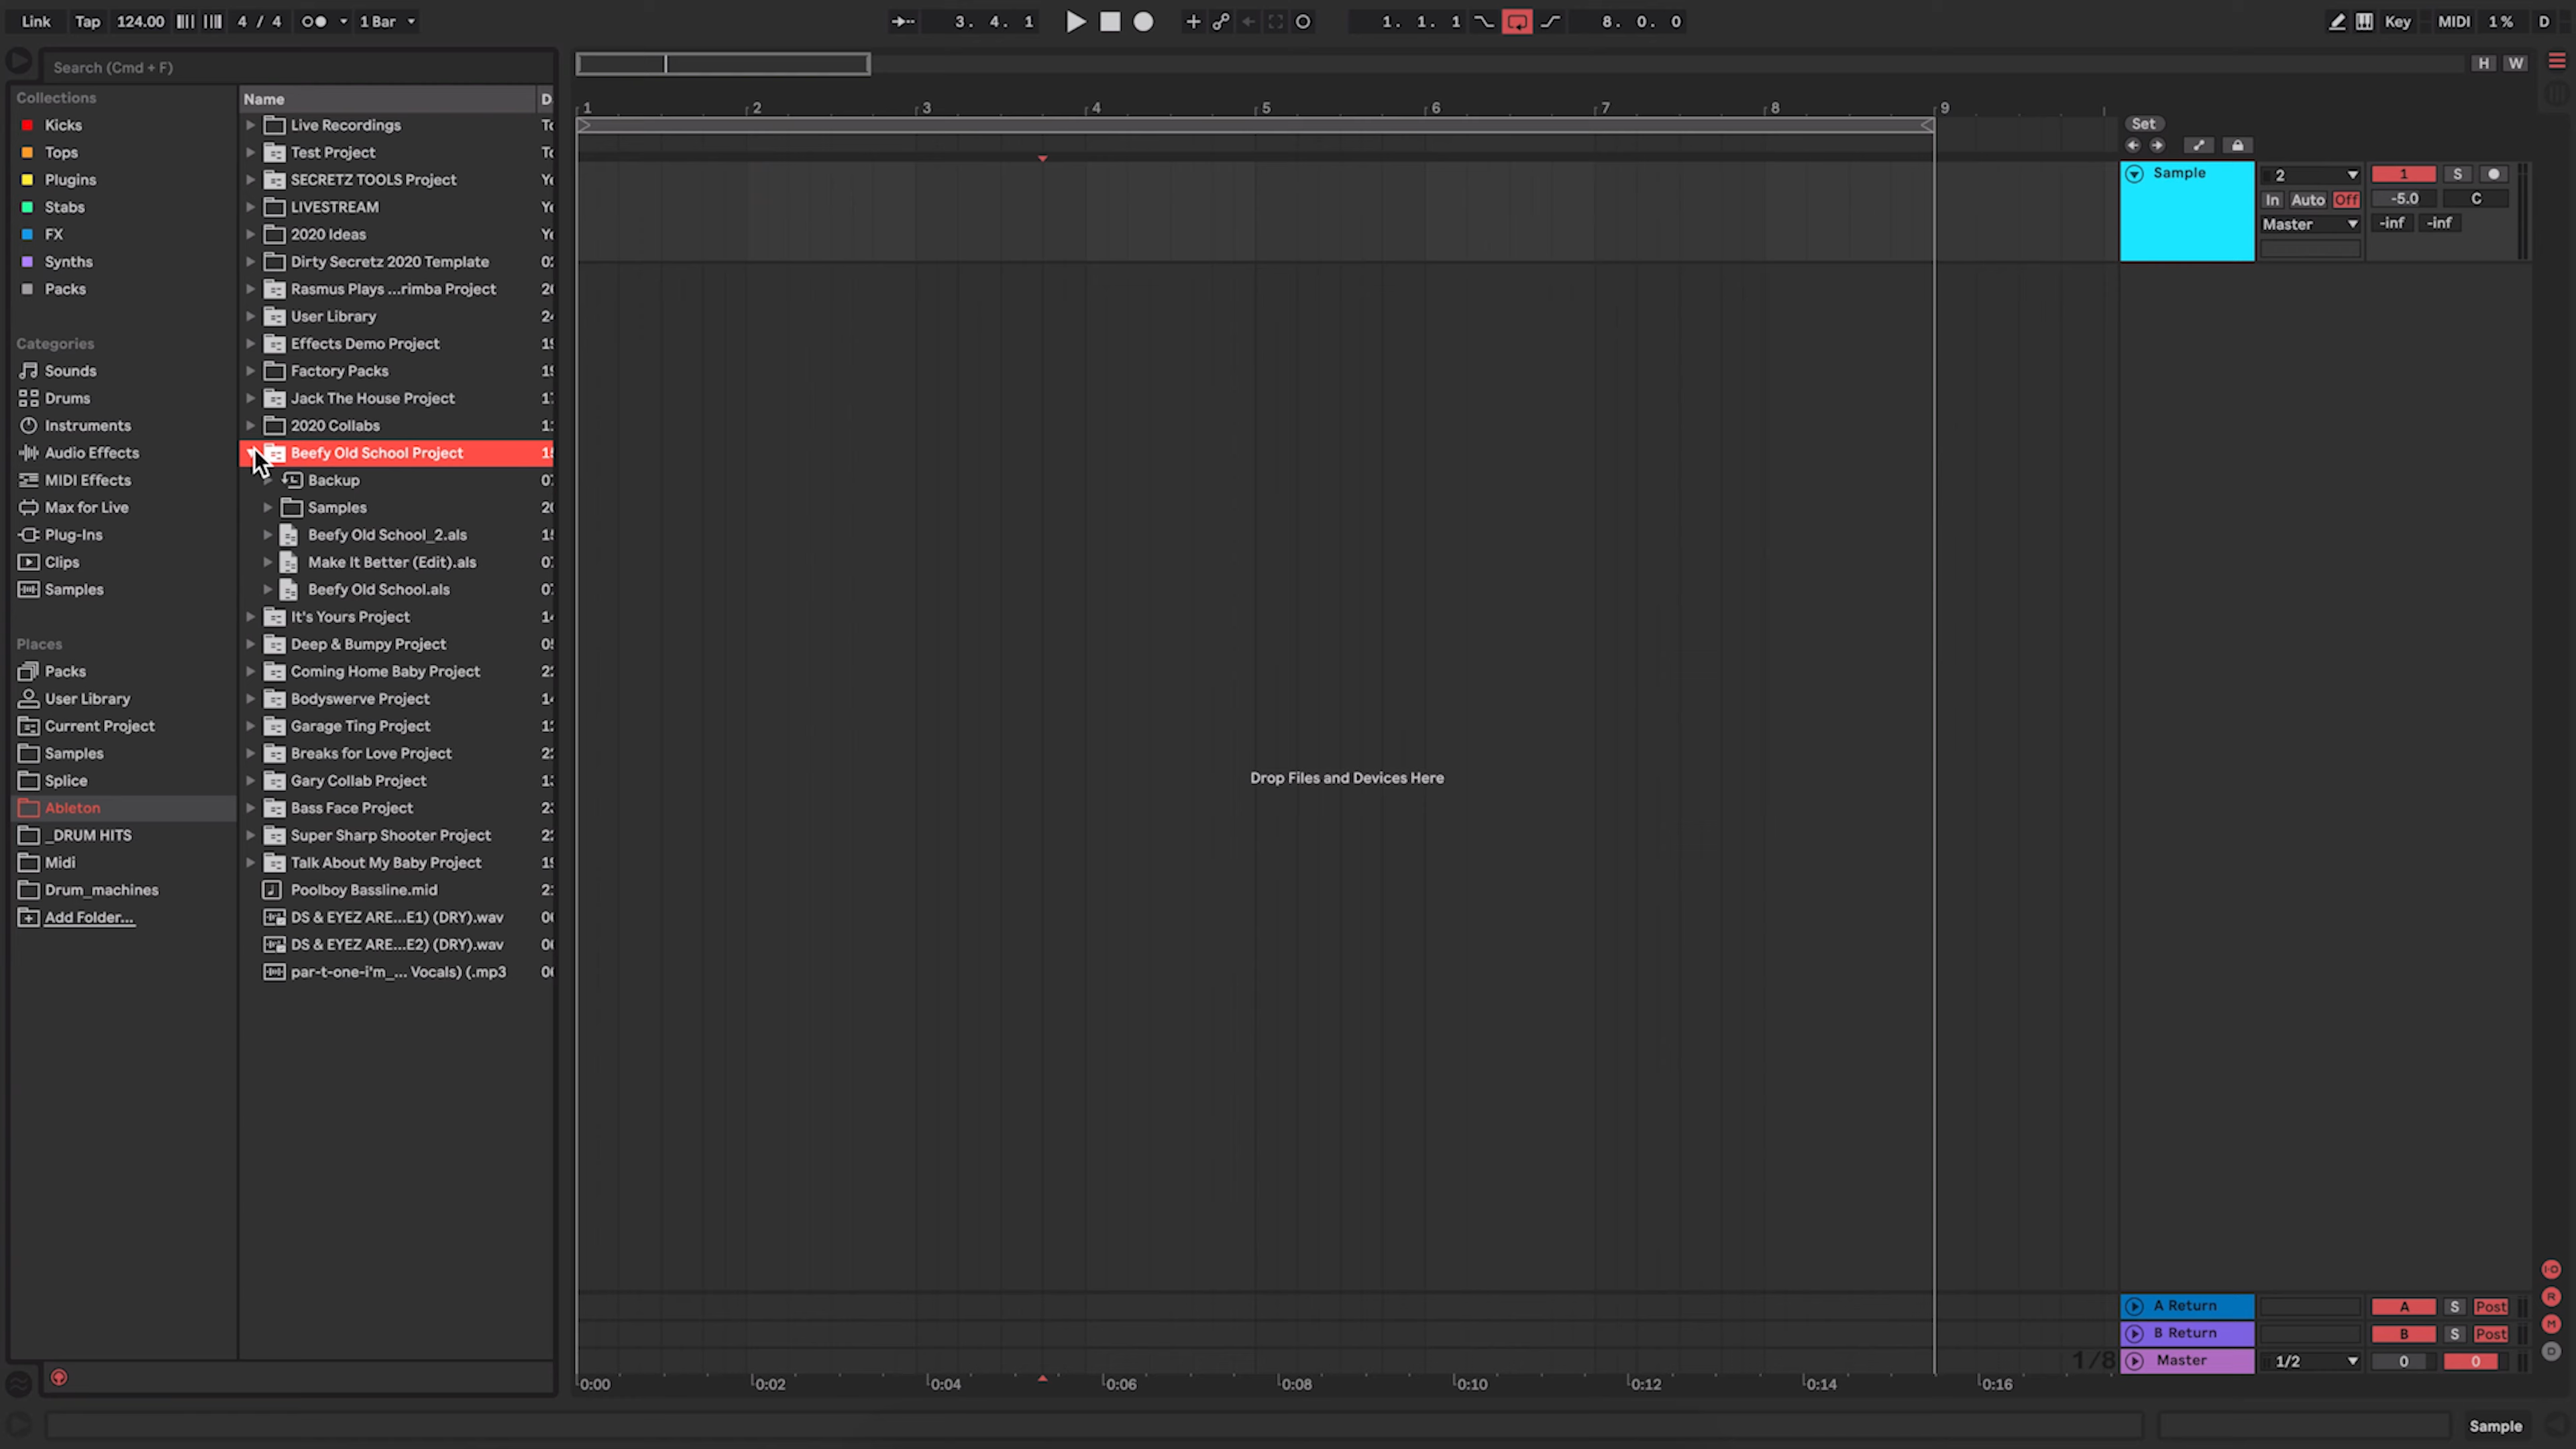 Link Tap 124.00 4 / 4 1 Bar 3. 4. 1 1. 1. 1 8. 0. 0 Key MIDI 1 % D
Search (Cmd + F)
H W
Collections
Kicks
Tops
Plugins
Stabs
FX
Synths
Packs
Categories
Sounds
Drums
Instruments
Audio Effects
MIDI Effects
Max for Live
Plug-Ins
Clips
Samples
Places
Packs
User Library
Current Project
Samples
Splice
Ableton
_DRUM HITS
Midi
Drum_machines
Add Folder...
Name
Live Recordings
Test Project
SECRETZ TOOLS Project
LIVESTREAM
2020 Ideas
Dirty Secretz 2020 Template
Rasmus Plays ...rimba Project
User Library
Effects Demo Project
Factory Packs
Jack The House Project
2020 Collabs
Beefy Old School Project
Backup
Samples
Beefy Old School_2.als
Make It Better (Edit).als
Beefy Old School.als
It's Yours Project
Deep & Bumpy Project
Coming Home Baby Project
Bodyswerve Project
Garage Ting Project
Breaks for Love Project
Gary Collab Project
Bass Face Project
Super Sharp Shooter Project
Talk About My Baby Project
Poolboy Bassline.mid
DS & EYEZ ARE...E1) (DRY).wav
DS & EYEZ ARE...E2) (DRY).wav
par-t-one-i'm_... Vocals) (.mp3
1 2 3 4 5 6 7 8 9
Set
Sample 2 1 S
In Auto Off -5.0 C
Master -inf -inf
Drop Files and Devices Here
A Return A S Post
B Return B S Post
1/8 Master 1/2 0 0
0:00 0:02 0:04 0:06 0:08 0:10 0:12 0:14 0:16
Sample